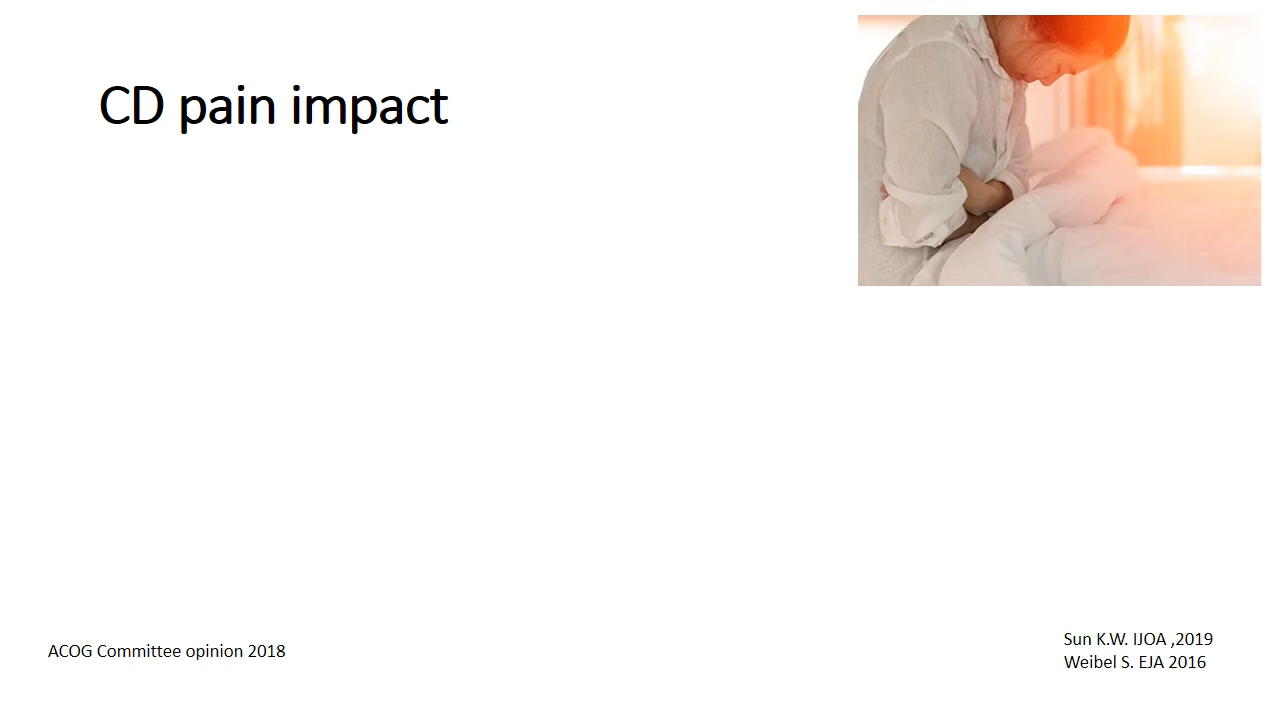 CD pain impact
ACOG Committee opinion 2018
Sun K.W. IJOA ,2019
Weibel S. EJA 2016